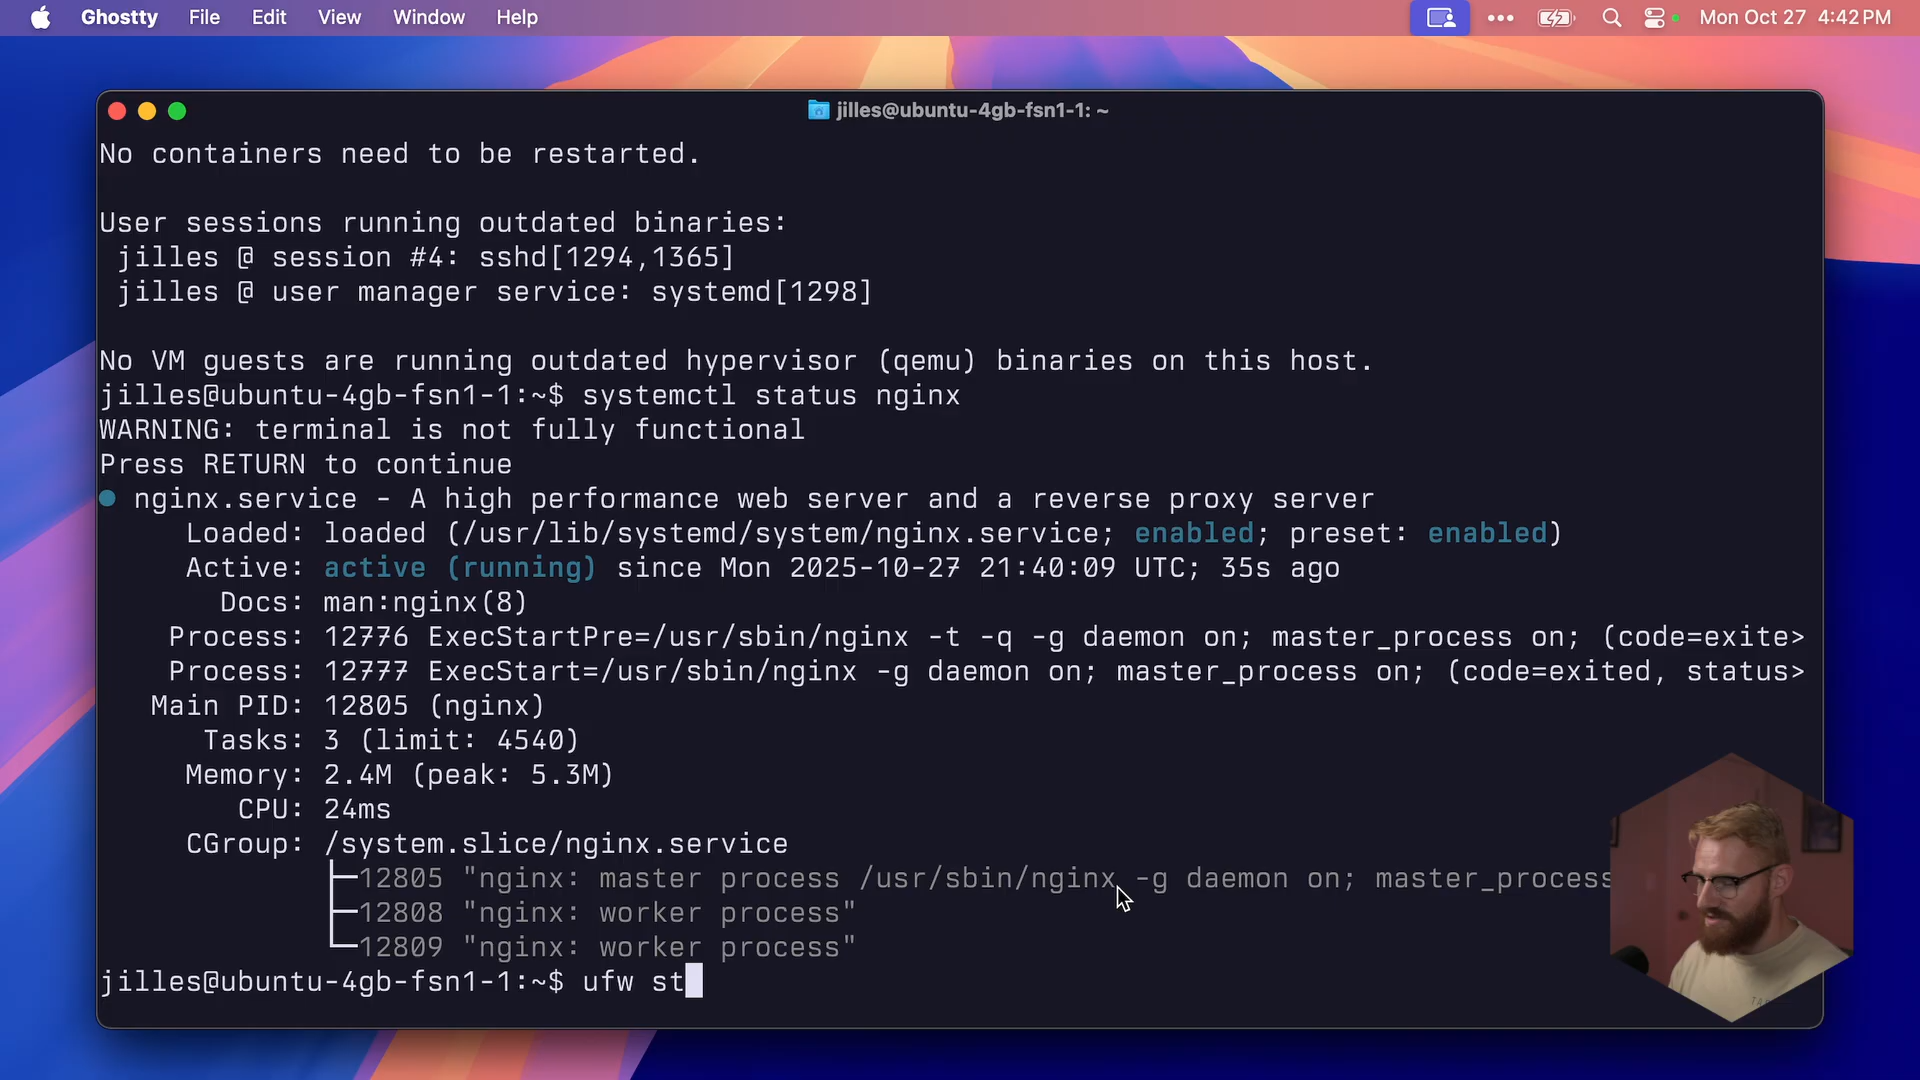 Ghostty File Edit View Window Help Mon Oct 27 4:42 PM
jilles@ubuntu-4gb-fsn1-1: ~
No containers need to be restarted.
User sessions running outdated binaries:
jilles @ session #4: sshd[1294,1365]
jilles @ user manager service: systemd[1298]
No VM guests are running outdated hypervisor (qemu) binaries on this host.
jilles@ubuntu-4gb-fsn1-1:~$ systemctl status nginx
WARNING: terminal is not fully functional
Press RETURN to continue
● nginx.service - A high performance web server and a reverse proxy server
Loaded: loaded (/usr/lib/systemd/system/nginx.service; enabled; preset: enabled)
Active: active (running) since Mon 2025-10-27 21:40:09 UTC; 35s ago
Docs: man:nginx(8)
Process: 12776 ExecStartPre=/usr/sbin/nginx -t -q -g daemon on; master_process on; (code=exite>
Process: 12777 ExecStart=/usr/sbin/nginx -g daemon on; master_process on; (code=exited, status>
Main PID: 12805 (nginx)
Tasks: 3 (limit: 4540)
Memory: 2.4M (peak: 5.3M)
CPU: 24ms
CGroup: /system.slice/nginx.service
├─12805 "nginx: master process /usr/sbin/nginx -g daemon on; master_process
├─12808 "nginx: worker process"
└─12809 "nginx: worker process"
jilles@ubuntu-4gb-fsn1-1:~$ ufw st